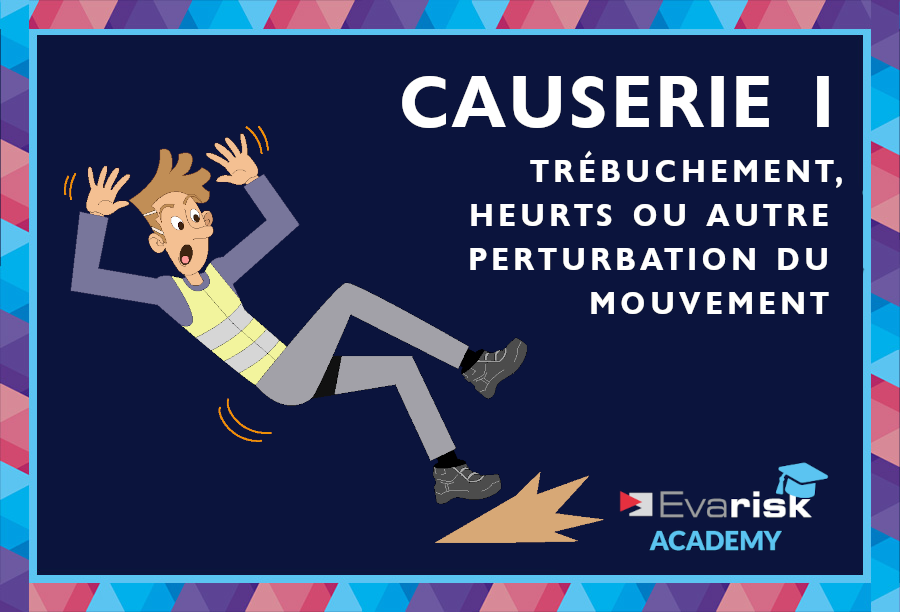 CAUSERIE 1
TRÉBUCHEMENT,
HEURTS OU AUTRE
PERTURBATION DU
MOUVEMENT
Evarisk
ACADEMY